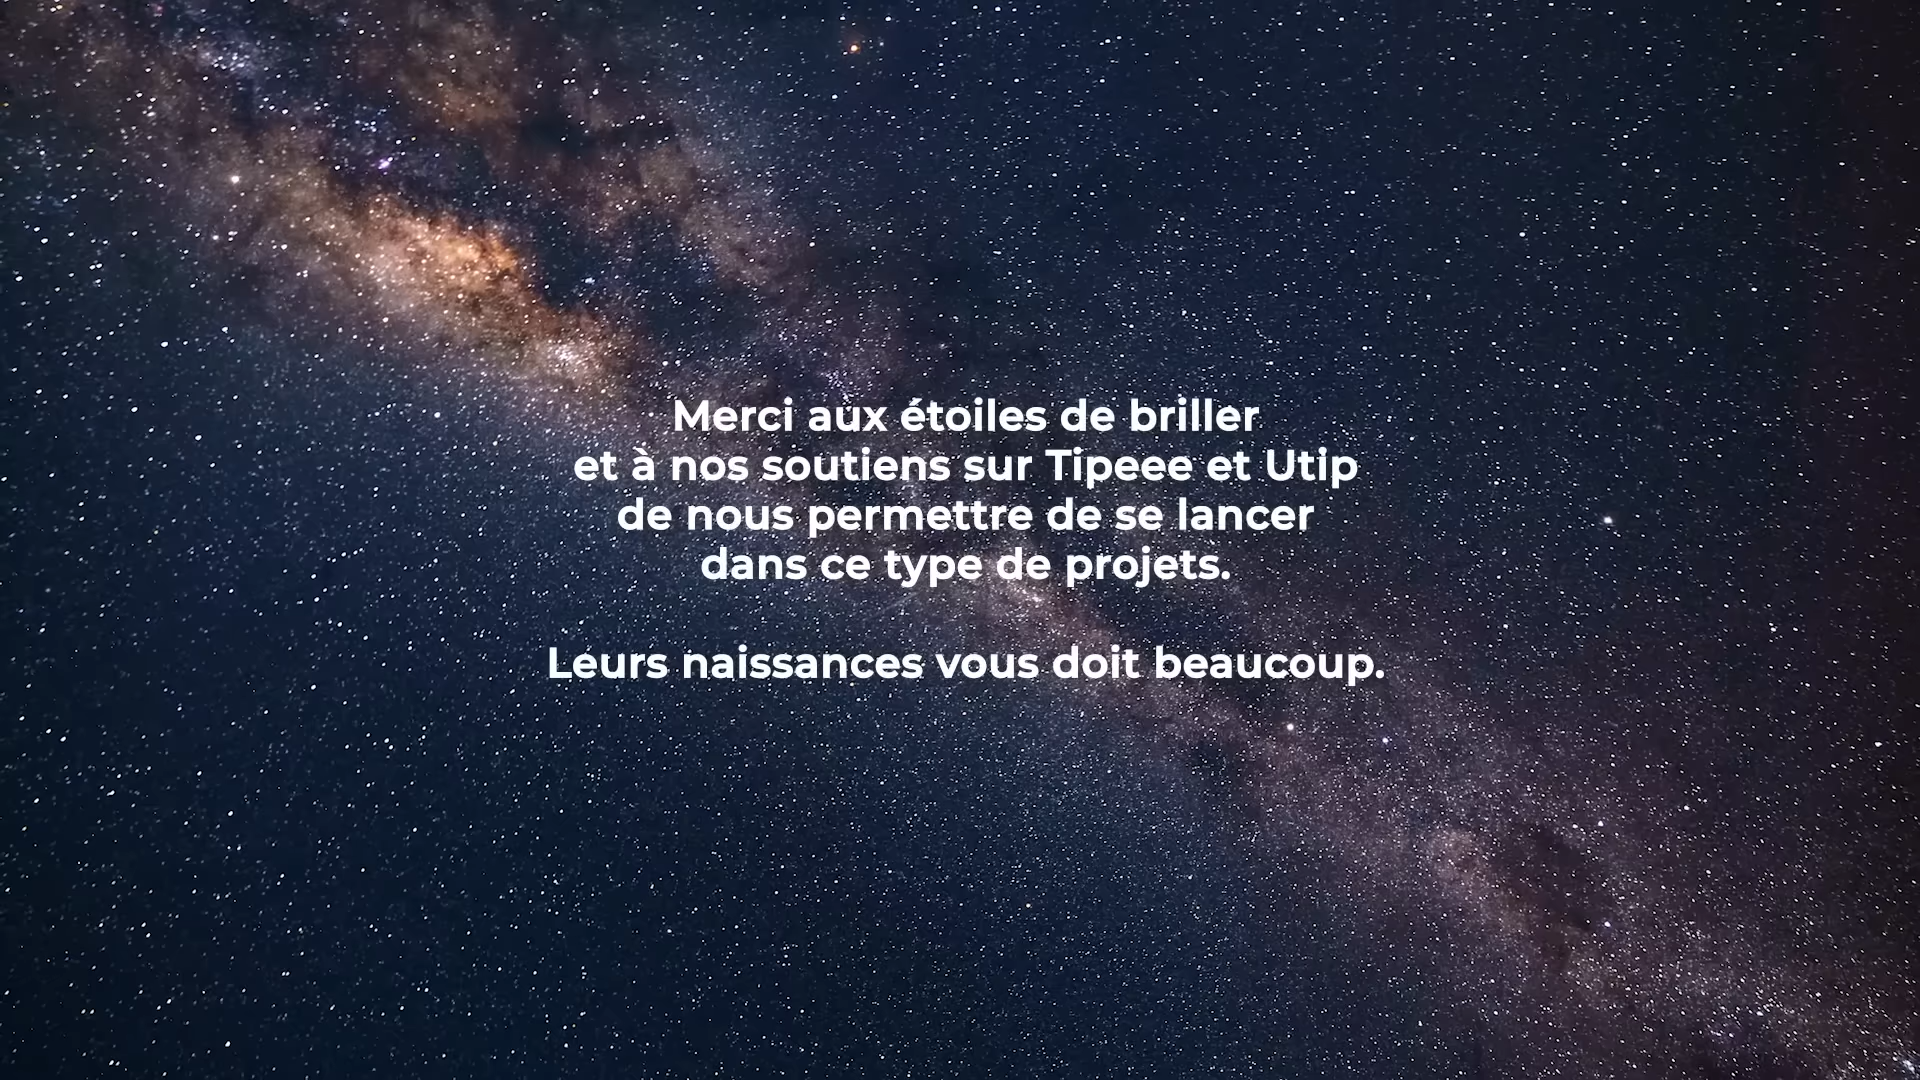 Merci aux étoiles de briller
et à nos soutiens sur Tipeee et Utip
de nous permettre de se lancer
dans ce type de projets.
Leurs naissances vous doit beaucoup.